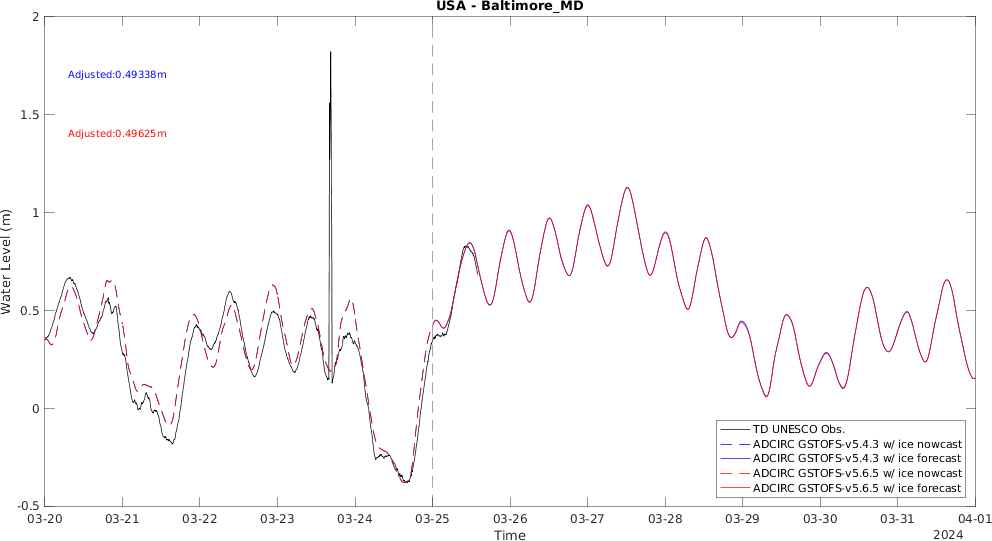 USA - Baltimore_MD
2
1.5
1
0.5
0
-0.5
Water Level (m)
Adjusted:0.49338m
Adjusted:0.49625m
TD UNESCO Obs.
ADCIRC GSTOFS-v5.4.3 w/ ice nowcast
ADCIRC GSTOFS-v5.4.3 w/ ice forecast
ADCIRC GSTOFS-v5.6.5 w/ ice nowcast
ADCIRC GSTOFS-v5.6.5 w/ ice forecast
03-20 03-21 03-22 03-23 03-24 03-25 03-26 03-27 03-28 03-29 03-30 03-31 04-01
Time
2024